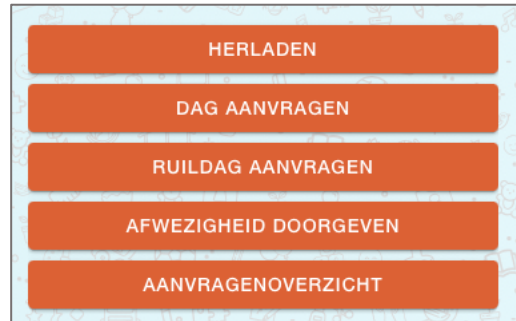 HERLADEN
DAG AANVRAGEN
RUILDAG AANVRAGEN
AFWEZIGHEID DOORGEVEN
AANVRAGENOVERZICHT